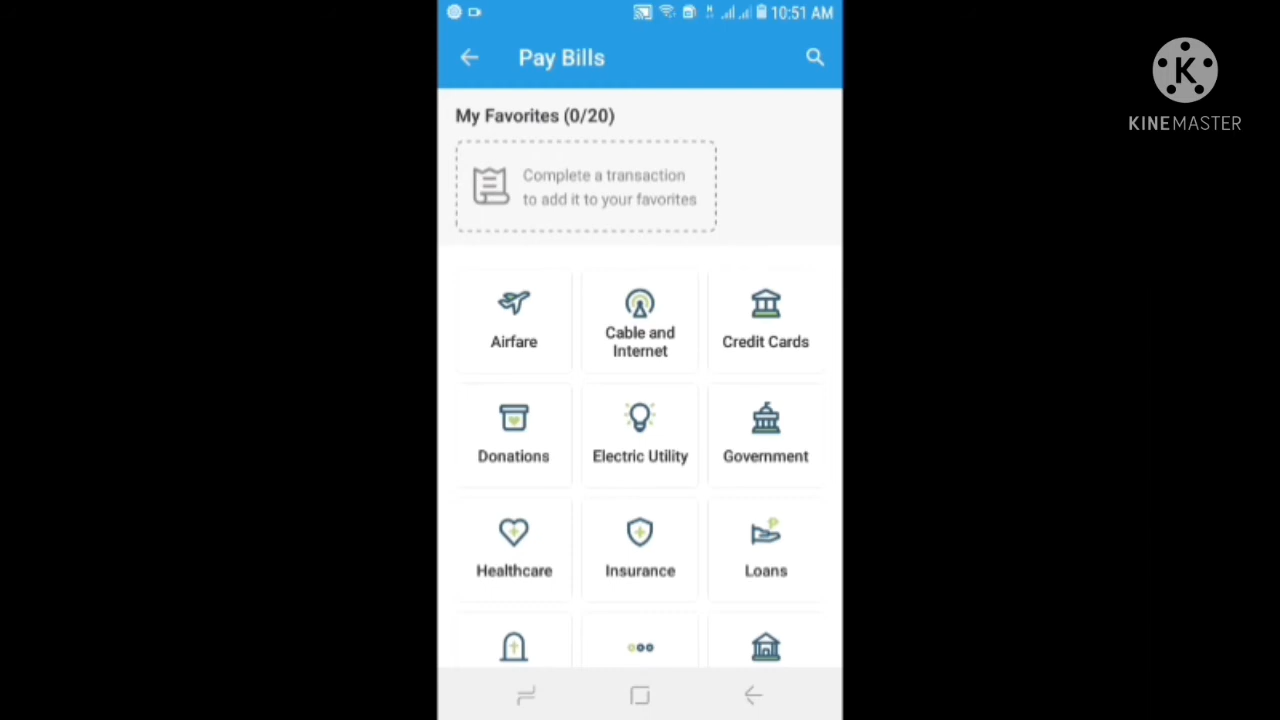 10:51 AM
Pay Bills
KINEMASTER
My Favorites (0/20)
Complete a transaction
to add it to your favorites
Airfare
Cable and
Internet
Credit Cards
Donations
Electric Utility
Government
Healthcare
Insurance
Loans